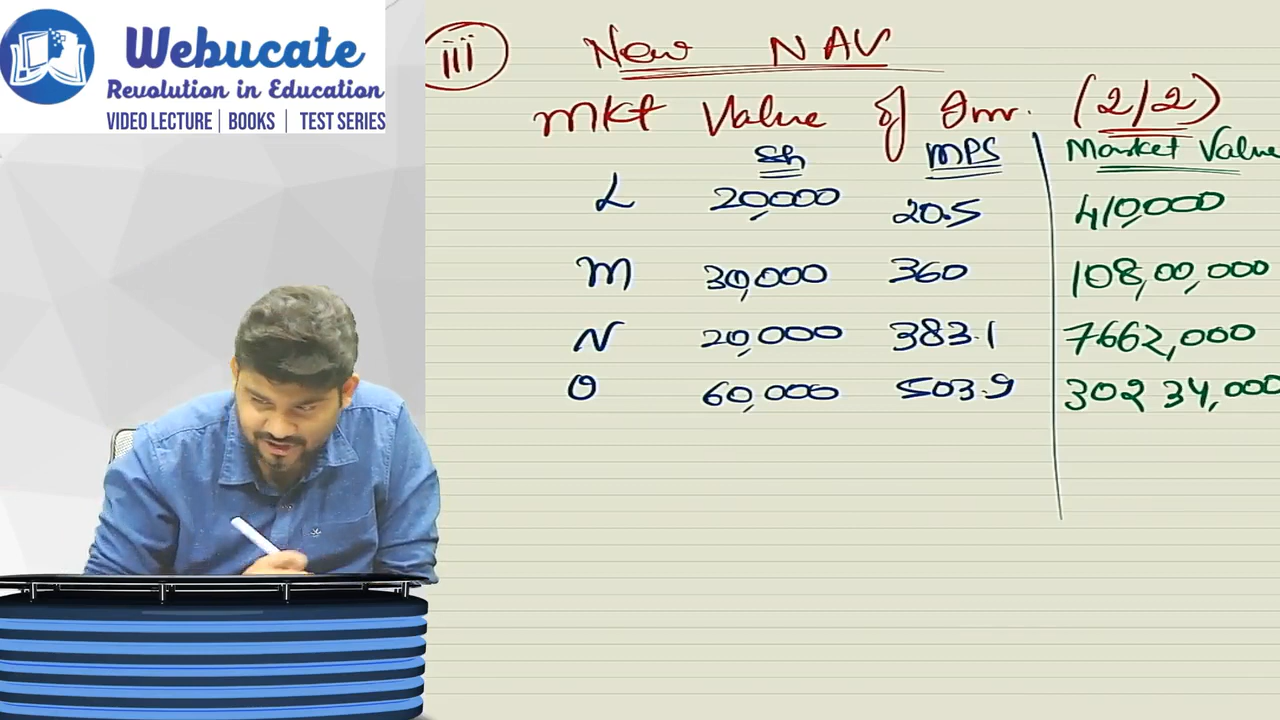 Webucate
Revolution in Education
VIDEO LECTURE | BOOKS | TEST SERIES
iii New NAV
Mkt Value of Inv. (2/2)
Sh MPS Market Value
L 20,000 20.5 410,000
M 30,000 360 108,00,000
N 20,000 383.1 7662,000
O 60,000 503.9 302 34,000